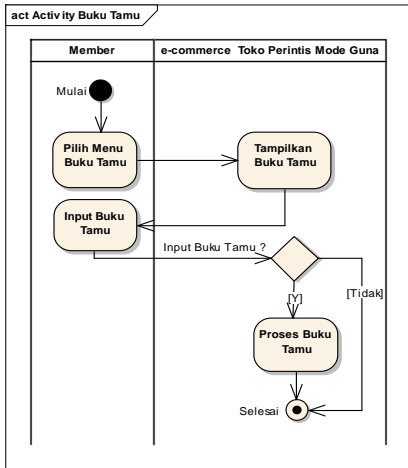 act Activity Buku Tamu
Member
e-commerce Toko Perintis Mode Guna
Mulai
Pilih Menu
Buku Tamu
Tampilkan
Buku Tamu
Input Buku
Tamu
Input Buku Tamu ?
[Y]
[Tidak]
Proses Buku
Tamu
Selesai